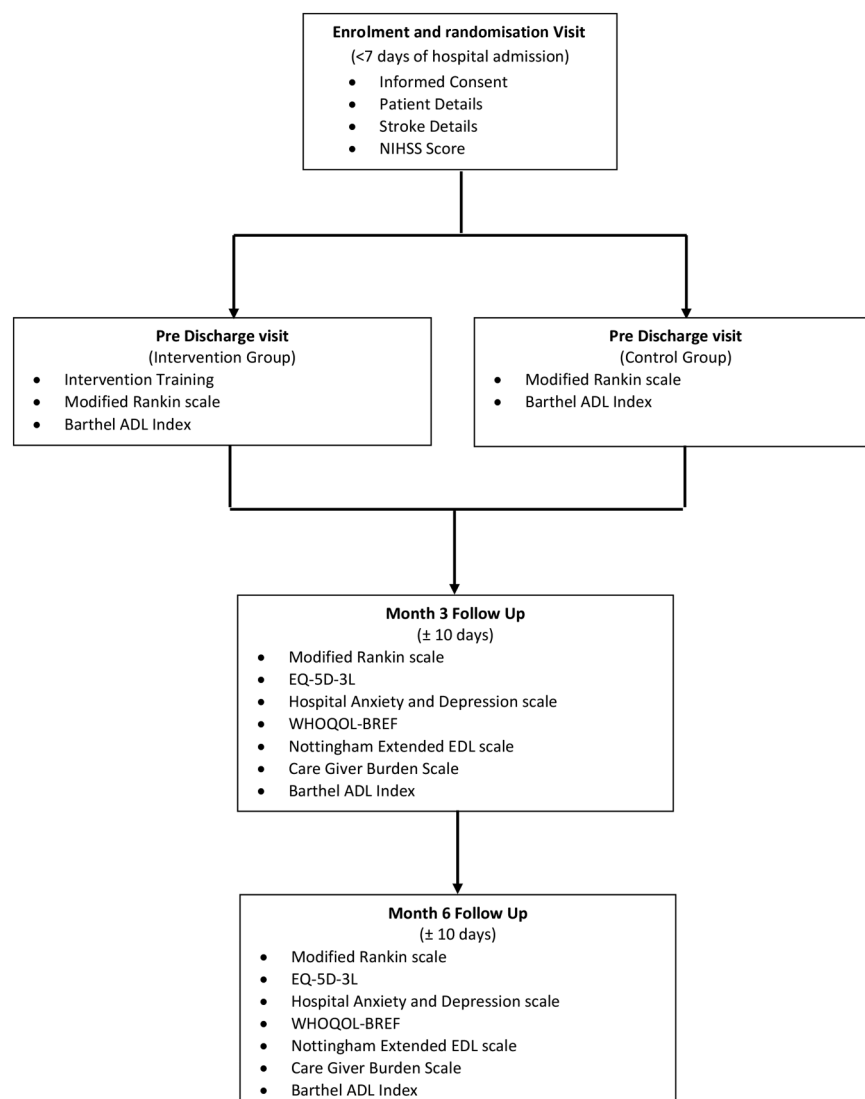 Enrolment and randomisation Visit
(<7 days of hospital admission)
• Informed Consent
• Patient Details
• Stroke Details
• NIHSS Score
Pre Discharge visit
(Intervention Group)
• Intervention Training
• Modified Rankin scale
• Barthel ADL Index
Pre Discharge visit
(Control Group)
• Modified Rankin scale
• Barthel ADL Index
Month 3 Follow Up
(± 10 days)
• Modified Rankin scale
• EQ-5D-3L
• Hospital Anxiety and Depression scale
• WHOQOL-BREF
• Nottingham Extended EDL scale
• Care Giver Burden Scale
• Barthel ADL Index
Month 6 Follow Up
(± 10 days)
• Modified Rankin scale
• EQ-5D-3L
• Hospital Anxiety and Depression scale
• WHOQOL-BREF
• Nottingham Extended EDL scale
• Care Giver Burden Scale
• Barthel ADL Index